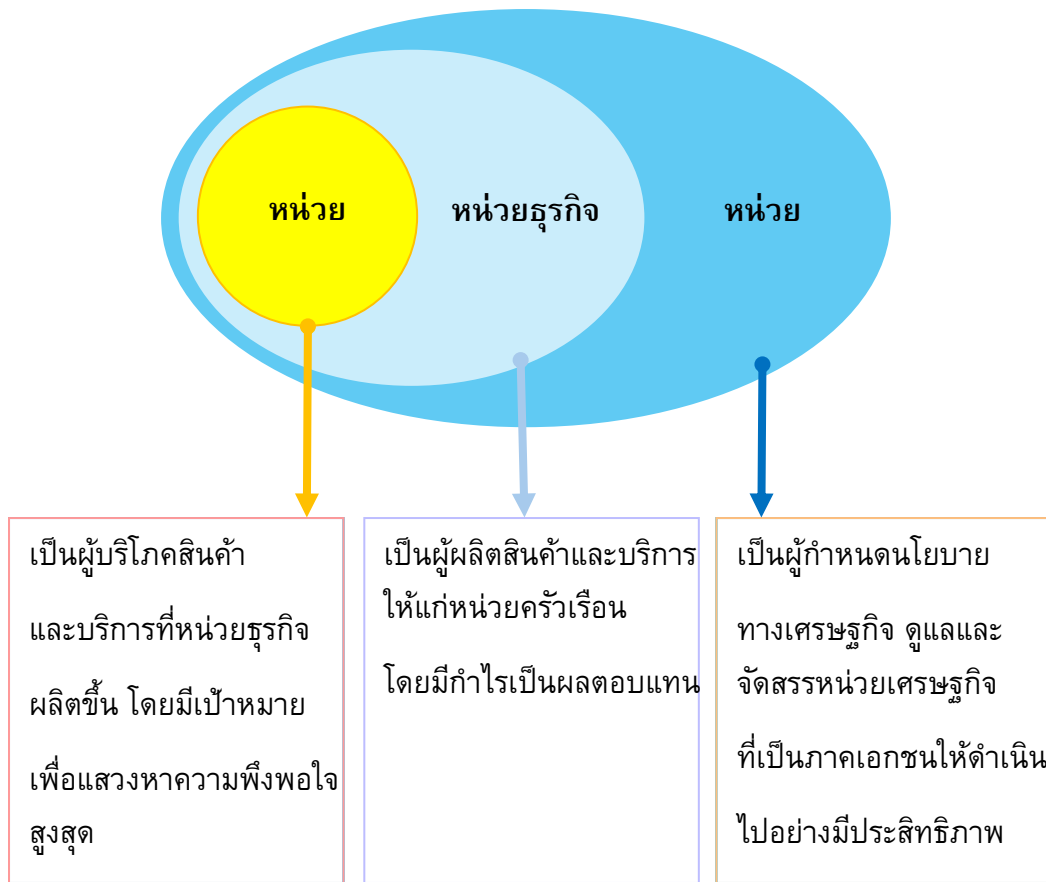 หน่วย
หน่วยธุรกิจ
หน่วย
เป็นผู้บริโภคสินค้า
และบริการที่หน่วยธุรกิจ
ผลิตขึ้น โดยมีเป้าหมาย
เพื่อแสวงหาความพึงพอใจ
สูงสุด
เป็นผู้ผลิตสินค้าและบริการ
ให้แก่หน่วยครัวเรือน
โดยมีกำไรเป็นผลตอบแทน
เป็นผู้กำหนดนโยบาย
ทางเศรษฐกิจ ดูแลและ
จัดสรรหน่วยเศรษฐกิจ
ที่เป็นภาคเอกชนให้ดำเนิน
ไปอย่างมีประสิทธิภาพ